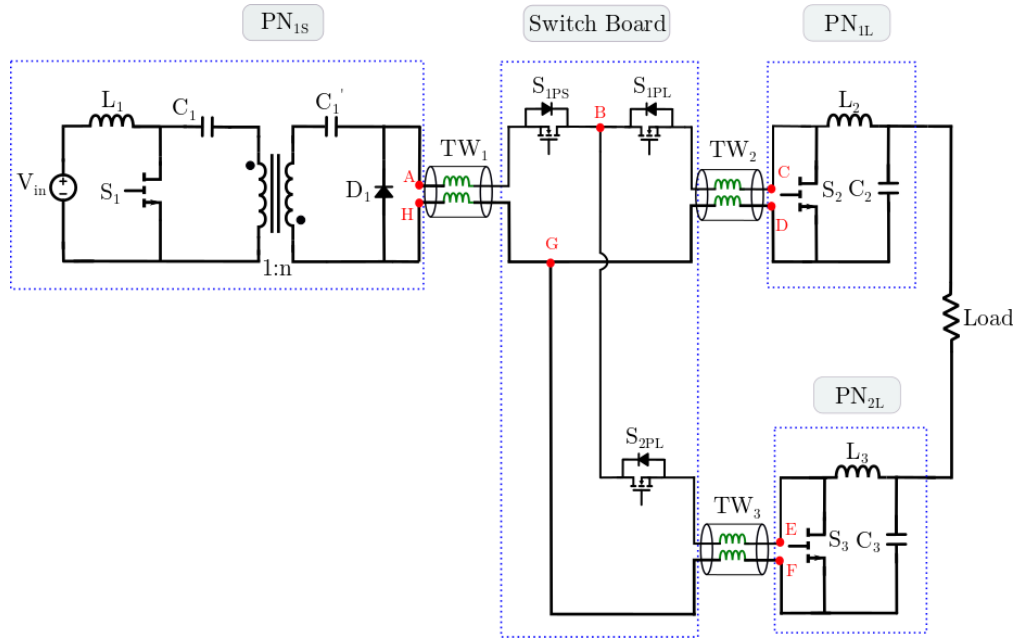 PN1S
Switch Board
PN1L
L1
C1
C1'
Vin
S1
D1
1:n
A
H
TW1
S1PS
S1PL
B
G
TW2
C
D
S2
C2
L2
Load
PN2L
S2PL
L3
TW3
E
F
S3
C3